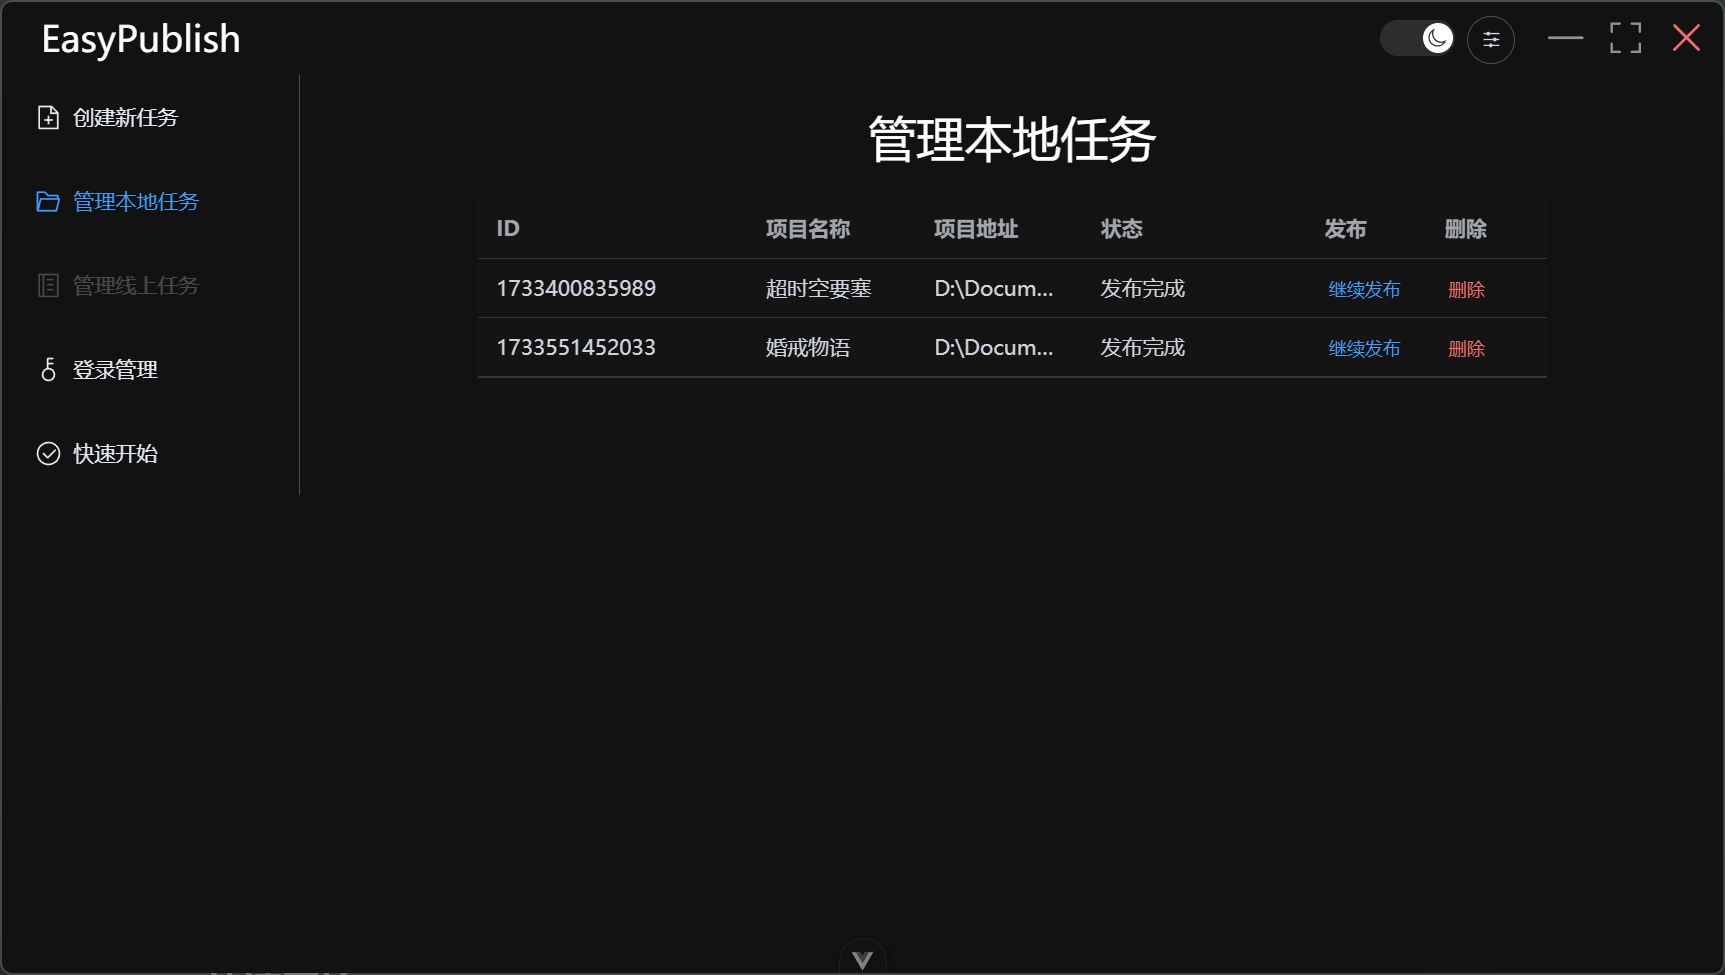 EasyPublish
创建新任务
管理本地任务
管理线上任务
登录管理
快速开始
管理本地任务
ID 项目名称 项目地址 状态 发布 删除
1733400835989 超时空要塞 D:\Docum... 发布完成 继续发布 删除
1733551452033 婚戒物语 D:\Docum... 发布完成 继续发布 删除